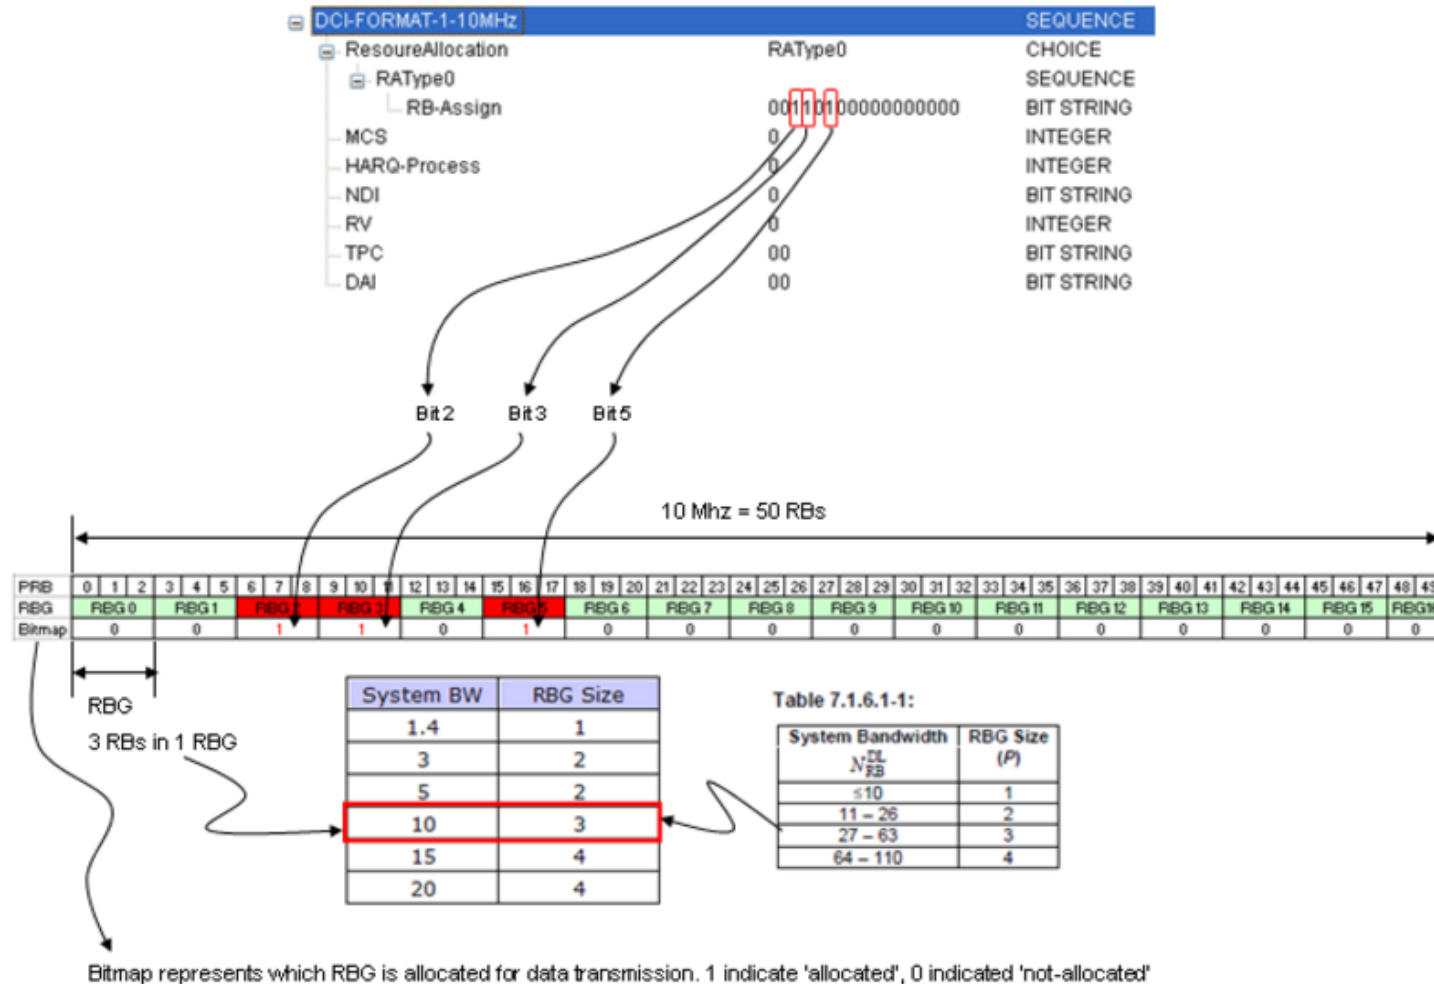 DCI-FORMAT-1-10MHz SEQUENCE
ResoureAllocation RAType0 CHOICE
RAType0 SEQUENCE
RB-Assign 00110100000000000 BIT STRING
MCS 0 INTEGER
HARQ-Process 0 INTEGER
NDI 0 BIT STRING
RV 0 INTEGER
TPC 00 BIT STRING
DAI 00 BIT STRING
Bit2 Bit3 Bit5
10 Mhz = 50 RBs
PRB 0 1 2 3 4 5 6 7 8 9 10 11 12 13 14 15 16 17 18 19 20 21 22 23 24 25 26 27 28 29 30 31 32 33 34 35 36 37 38 39 40 41 42 43 44 45 46 47 48 49
RBG RBG 0 RBG 1 RBG 2 RBG 3 RBG 4 RBG 5 RBG 6 RBG 7 RBG 8 RBG 9 RBG 10 RBG 11 RBG 12 RBG 13 RBG 14 RBG 15 RBG16
Bitmap 0 0 1 1 0 1 0 0 0 0 0 0 0 0 0 0 0
RBG
3 RBs in 1 RBG
System BW RBG Size
1.4 1
3 2
5 2
10 3
15 4
20 4
Table 7.1.6.1-1:
System Bandwidth RBG Size
N_RB^DL (P)
≤10 1
11 – 26 2
27 – 63 3
64 – 110 4
Bitmap represents which RBG is allocated for data transmission. 1 indicate 'allocated', 0 indicated 'not-allocated'